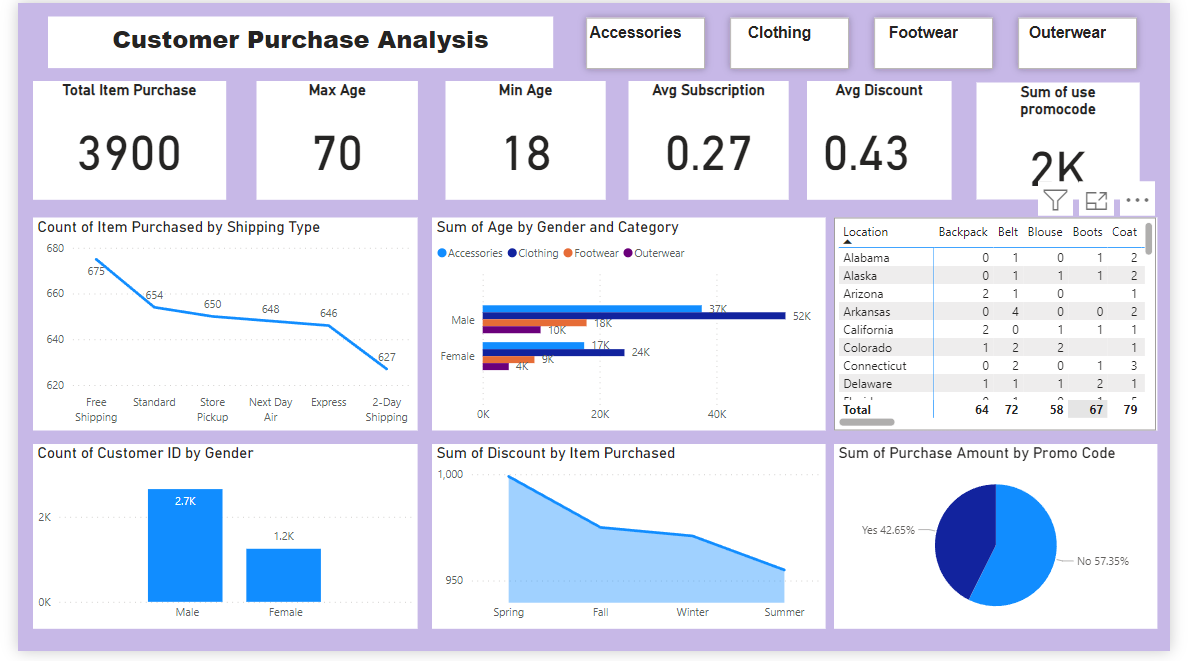 Customer Purchase Analysis
Accessories
Clothing
Footwear
Outerwear
Total Item Purchase
3900
Max Age
70
Min Age
18
Avg Subscription
0.27
Avg Discount
0.43
Sum of use
promocode
2K
Count of Item Purchased by Shipping Type
680
660
640
620
675
654
650
648
646
627
Free
Shipping
Standard
Store
Pickup
Next Day
Air
Express
2-Day
Shipping
Sum of Age by Gender and Category
Accessories Clothing Footwear Outerwear
Male
37K
52K
18K
10K
Female
17K
24K
9K
4K
0K 20K 40K
Location Backpack Belt Blouse Boots Coat
Alabama 0 1 0 1 2
Alaska 0 1 1 1 2
Arizona 2 1 0 1
Arkansas 0 4 0 0 2
California 2 0 1 1 1
Colorado 1 2 2 1
Connecticut 0 2 0 1 3
Delaware 1 1 1 2 1
Total 64 72 58 67 79
Count of Customer ID by Gender
2K
0K
2.7K
1.2K
Male Female
Sum of Discount by Item Purchased
1,000
950
Spring Fall Winter Summer
Sum of Purchase Amount by Promo Code
Yes 42.65%
No 57.35%